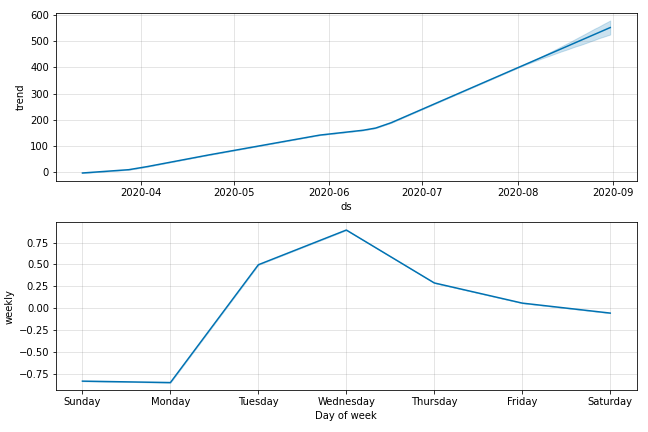 600
500
400
300
200
100
0
trend
2020-04 2020-05 2020-06 2020-07 2020-08 2020-09
ds
0.75
0.50
0.25
0.00
−0.25
−0.50
−0.75
weekly
Sunday Monday Tuesday Wednesday Thursday Friday Saturday
Day of week